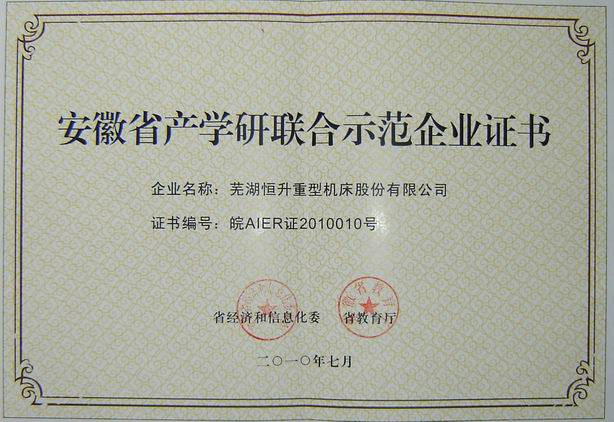 安徽省产学研联合示范企业证书
企业名称：芜湖恒升重型机床股份有限公司
证书编号：皖AIER证2010010号
省经济和信息化委 省教育厅
二〇一〇年七月